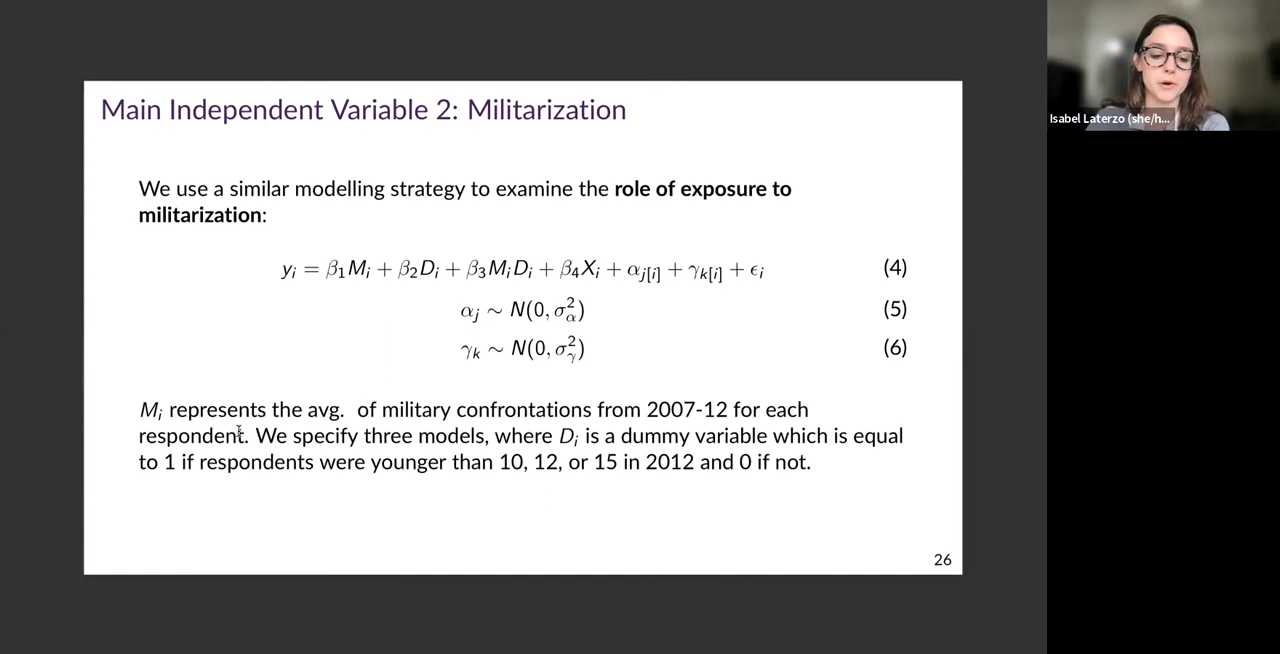 Main Independent Variable 2: Militarization
We use a similar modelling strategy to examine the role of exposure to
militarization:
yᵢ = β₁Mᵢ + β₂Dᵢ + β₃MᵢDᵢ + β₄Xᵢ + α_j[i] + γ_k[i] + ϵᵢ (4)
α_j ∼ N(0, σ²_α) (5)
γ_k ∼ N(0, σ²_γ) (6)
Mᵢ represents the avg. of military confrontations from 2007-12 for each
respondent. We specify three models, where Dᵢ is a dummy variable which is equal
to 1 if respondents were younger than 10, 12, or 15 in 2012 and 0 if not.
26
Isabel Laterzo (she/h...